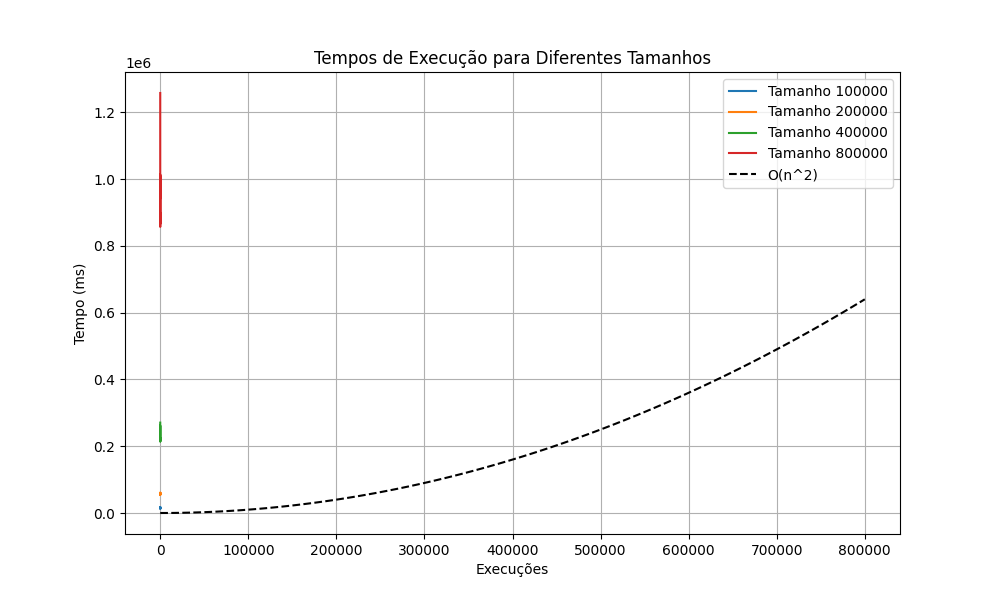 Tempos de Execução para Diferentes Tamanhos
1e6
Tamanho 100000
Tamanho 200000
Tamanho 400000
Tamanho 800000
O(n^2)
Tempo (ms)
1.2
1.0
0.8
0.6
0.4
0.2
0.0
0 100000 200000 300000 400000 500000 600000 700000 800000
Execuções